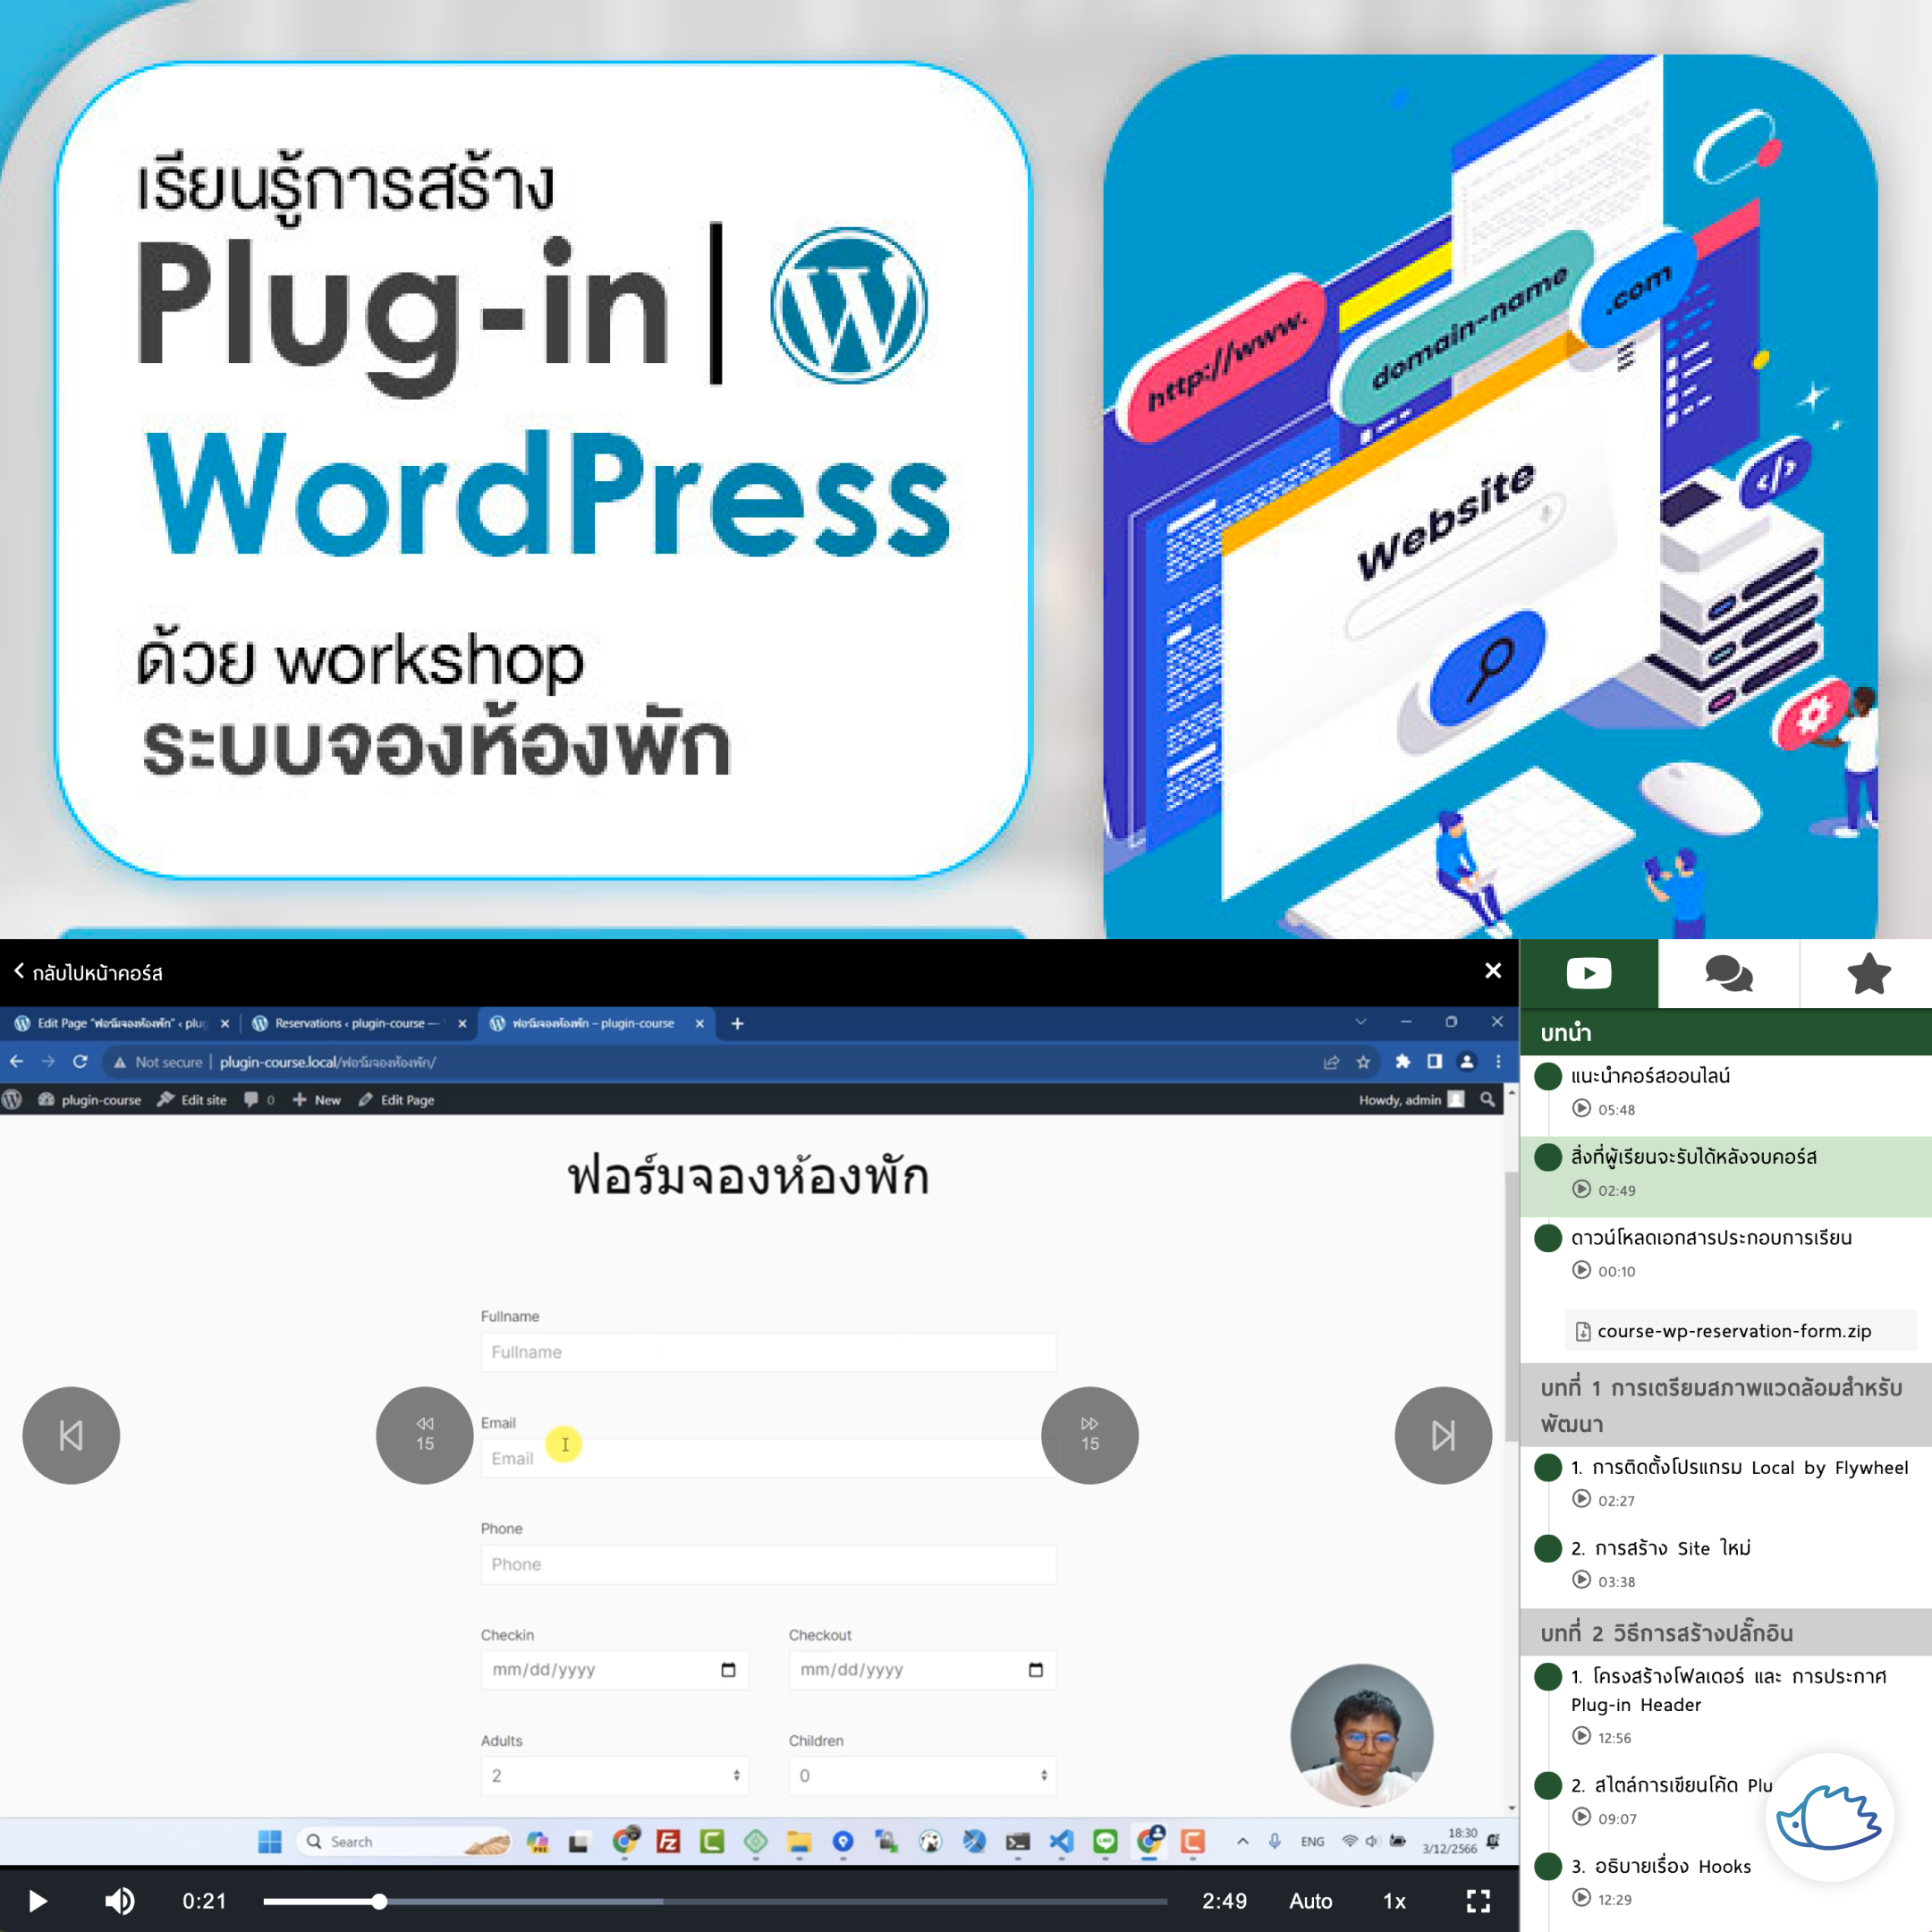 เรียนรู้การสร้าง
Plug-in
WordPress
ด้วย workshop
ระบบจองห้องพัก
http://www.
domain-name
.com
Website
</>
กลับไปหน้าคอร์ส
Edit Page "ฟอร์มจองห้องพัก" ‹ plug
Reservations ‹ plugin-course —
ฟอร์มจองห้องพัก – plugin-course
Not secure
plugin-course.local/ฟอร์มจองห้องพัก/
plugin-course
Edit site
0
New
Edit Page
Howdy, admin
ฟอร์มจองห้องพัก
Fullname
Fullname
Email
Email
15
15
Phone
Phone
Checkin
Checkout
mm/dd/yyyy
mm/dd/yyyy
Adults
Children
2
0
Search
PRE
ENG
18:30
3/12/2566
0:21
2:49
Auto
1x
บทนำ
แนะนำคอร์สออนไลน์
05:48
สิ่งที่ผู้เรียนจะรับได้หลังจบคอร์ส
02:49
ดาวน์โหลดเอกสารประกอบการเรียน
00:10
course-wp-reservation-form.zip
บทที่ 1 การเตรียมสภาพแวดล้อมสำหรับ
พัฒนา
1. การติดตั้งโปรแกรม Local by Flywheel
02:27
2. การสร้าง Site ใหม่
03:38
บทที่ 2 วิธีการสร้างปลั๊กอิน
1. โครงสร้างโฟลเดอร์ และ การประกาศ
Plug-in Header
12:56
2. สไตล์การเขียนโค้ด Plu
09:07
3. อธิบายเรื่อง Hooks
12:29